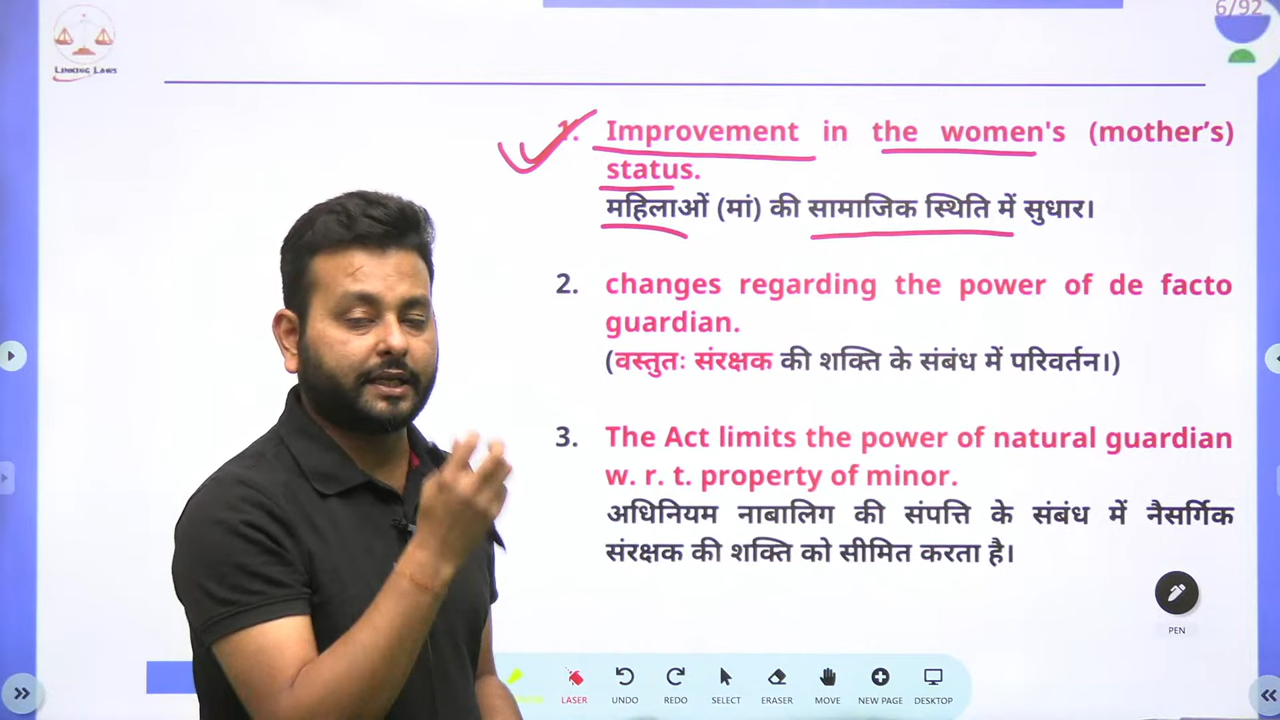 6/92
LINKING LAWS
1. Improvement in the women's (mother’s)
status.
महिलाओं (मां) की सामाजिक स्थिति में सुधार।
2. changes regarding the power of de facto
guardian.
(वस्तुतः संरक्षक की शक्ति के संबंध में परिवर्तन।)
3. The Act limits the power of natural guardian
w. r. t. property of minor.
अधिनियम नाबालिग की संपत्ति के संबंध में नैसर्गिक
संरक्षक की शक्ति को सीमित करता है।
PEN
LASER UNDO REDO SELECT ERASER MOVE NEW PAGE DESKTOP